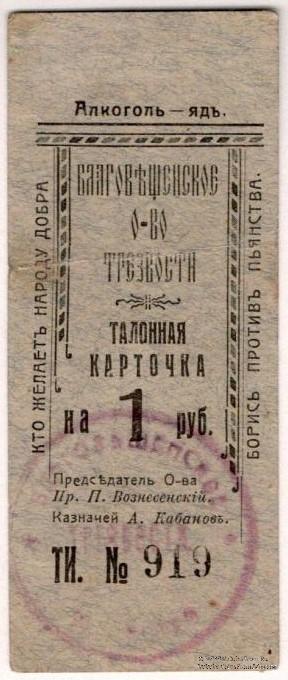 Алкоголь — ядъ.
КТО ЖЕЛАЕТЪ НАРОДУ ДОБРА
БОРИСЬ ПРОТИВЪ ПЬЯНСТВА.
БЛАГОВѢЩЕНСКОЕ
О-ВО
ТРЕЗВОСТИ
ТАЛОННАЯ
КАРТОЧКА
на 1 руб.
Предсѣдатель О-ва
Пр. П. Вознесенскій.
Казначей А. Кабановъ.
ТИ. № 919